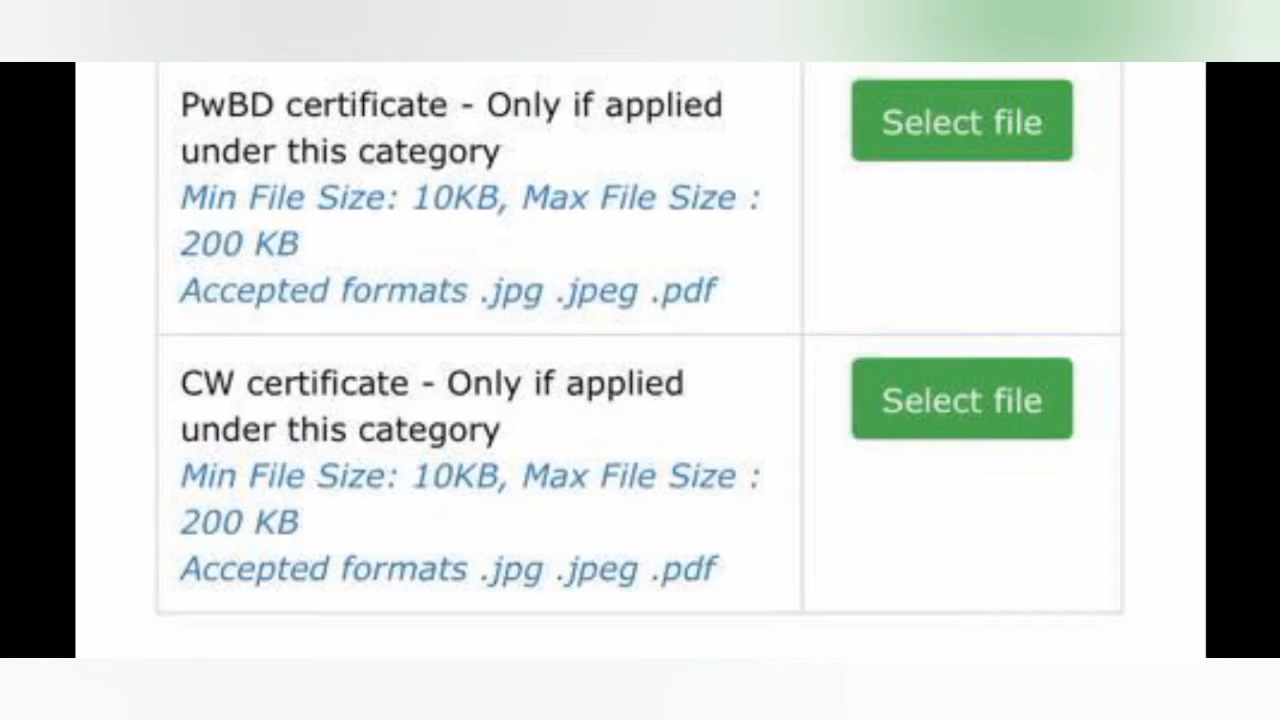 PwBD certificate - Only if applied
under this category
Min File Size: 10KB, Max File Size :
200 KB
Accepted formats .jpg .jpeg .pdf
Select file
CW certificate - Only if applied
under this category
Min File Size: 10KB, Max File Size :
200 KB
Accepted formats .jpg .jpeg .pdf
Select file